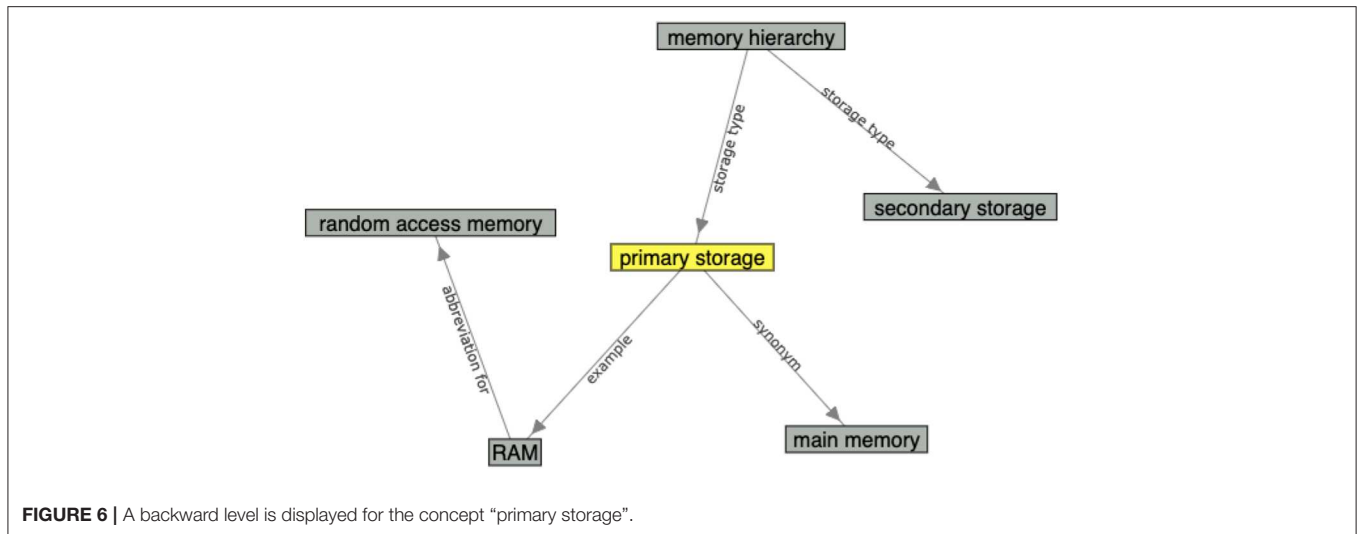 memory hierarchy
storage type
storage type
secondary storage
random access memory
primary storage
abbreviation for
example
synonym
main memory
RAM
FIGURE 6 | A backward level is displayed for the concept “primary storage”.